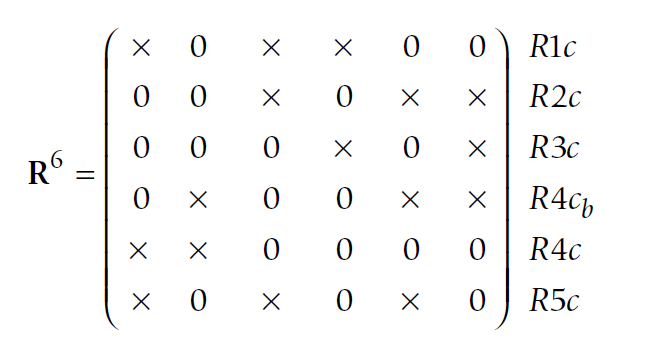 × 0 × × 0 0 R1c
0 0 × 0 × × R2c
0 0 0 × 0 × R3c
R⁶ =
0 × 0 0 × × R4c_b
× × 0 0 0 0 R4c
× 0 × 0 × 0 R5c